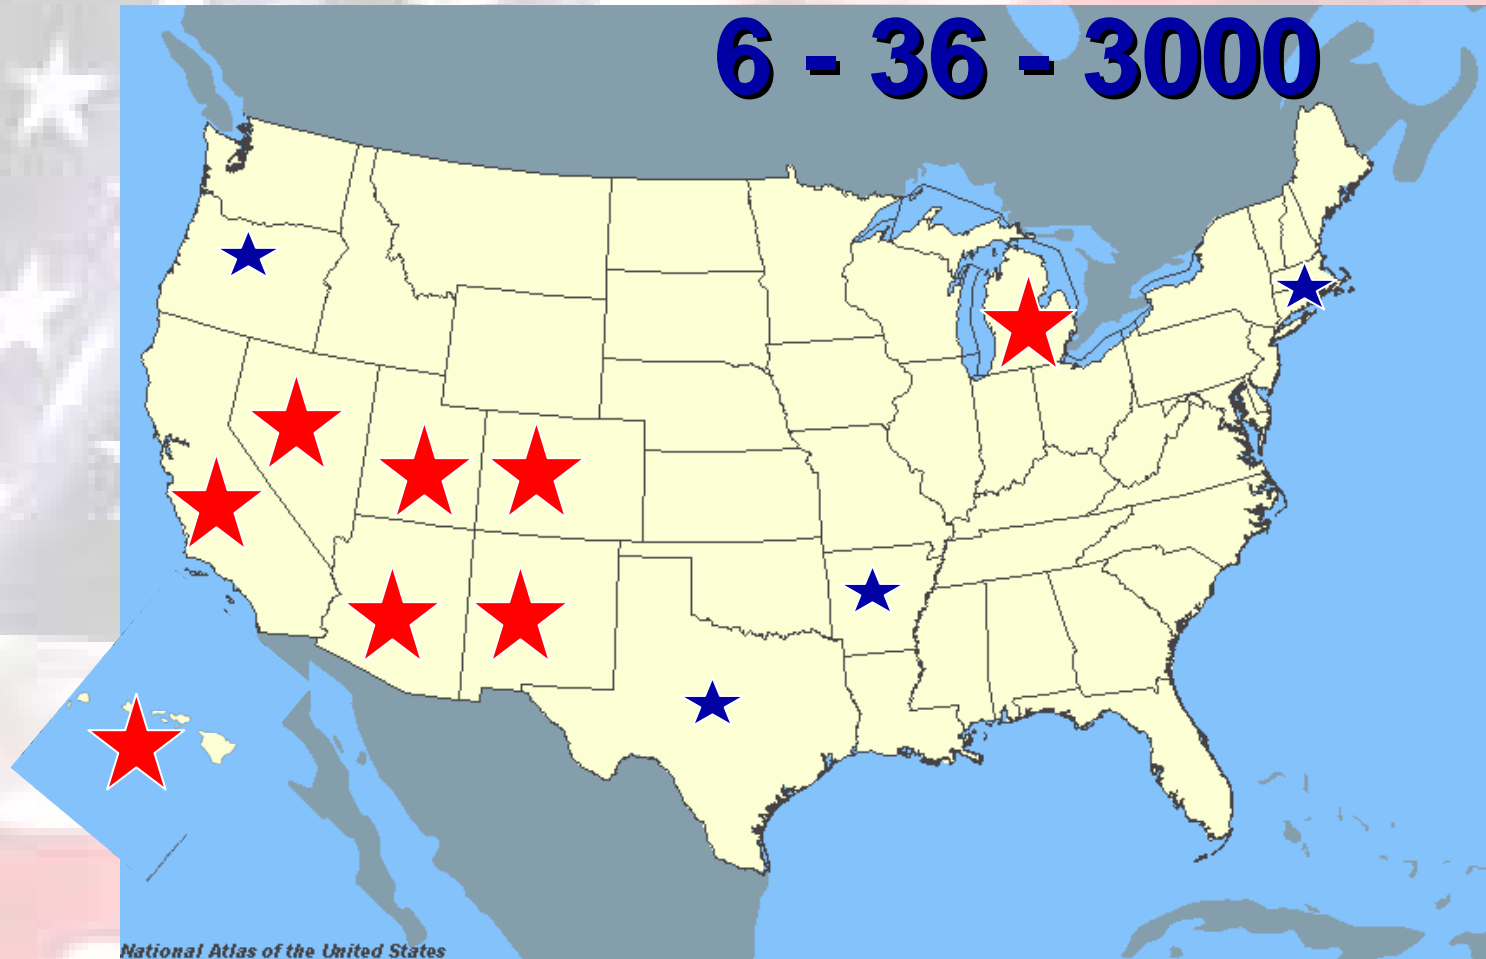 6 - 36 - 3000
National Atlas of the United States